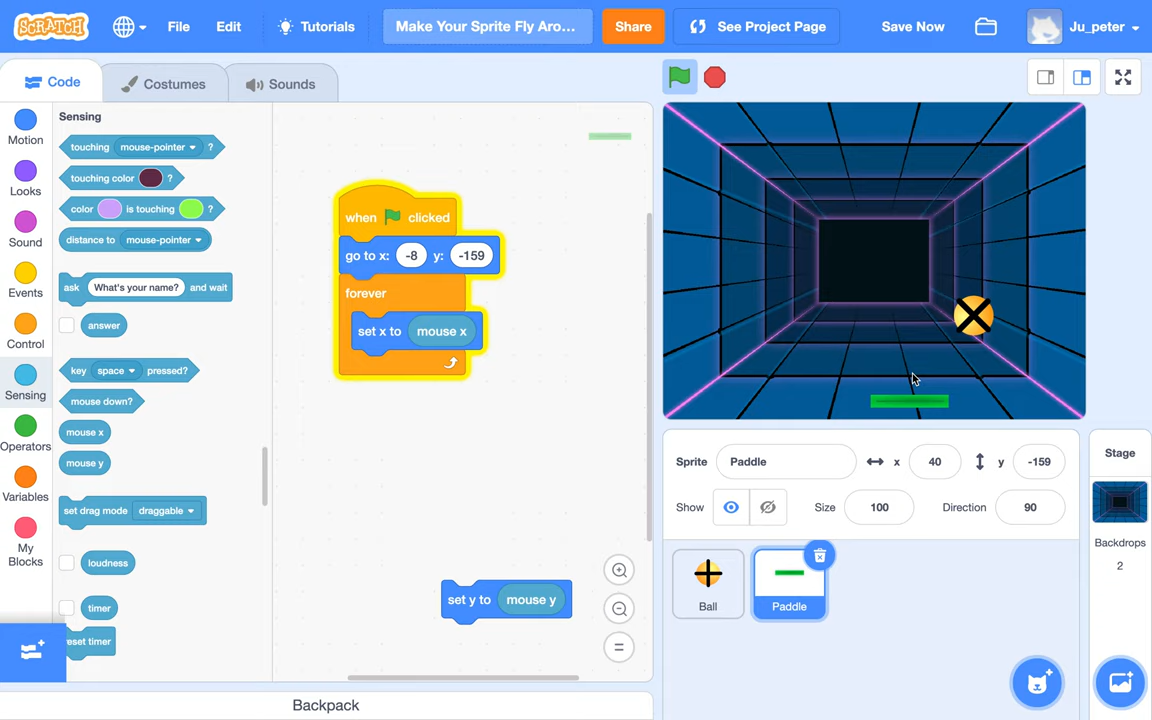 SCRATCH File Edit Tutorials Make Your Sprite Fly Aro... Share See Project Page Save Now Ju_peter
Code Costumes Sounds
Motion
Looks
Sound
Events
Control
Sensing
Operators
Variables
My
Blocks
Sensing
touching mouse-pointer ?
touching color ?
color is touching ?
distance to mouse-pointer
ask What's your name? and wait
answer
key space pressed?
mouse down?
mouse x
mouse y
set drag mode draggable
loudness
timer
reset timer
when clicked
go to x: -8 y: -159
forever
set x to mouse x
set y to mouse y
Backpack
Sprite Paddle x 40 y -159
Show Size 100 Direction 90
Ball
Paddle
Stage
Backdrops
2